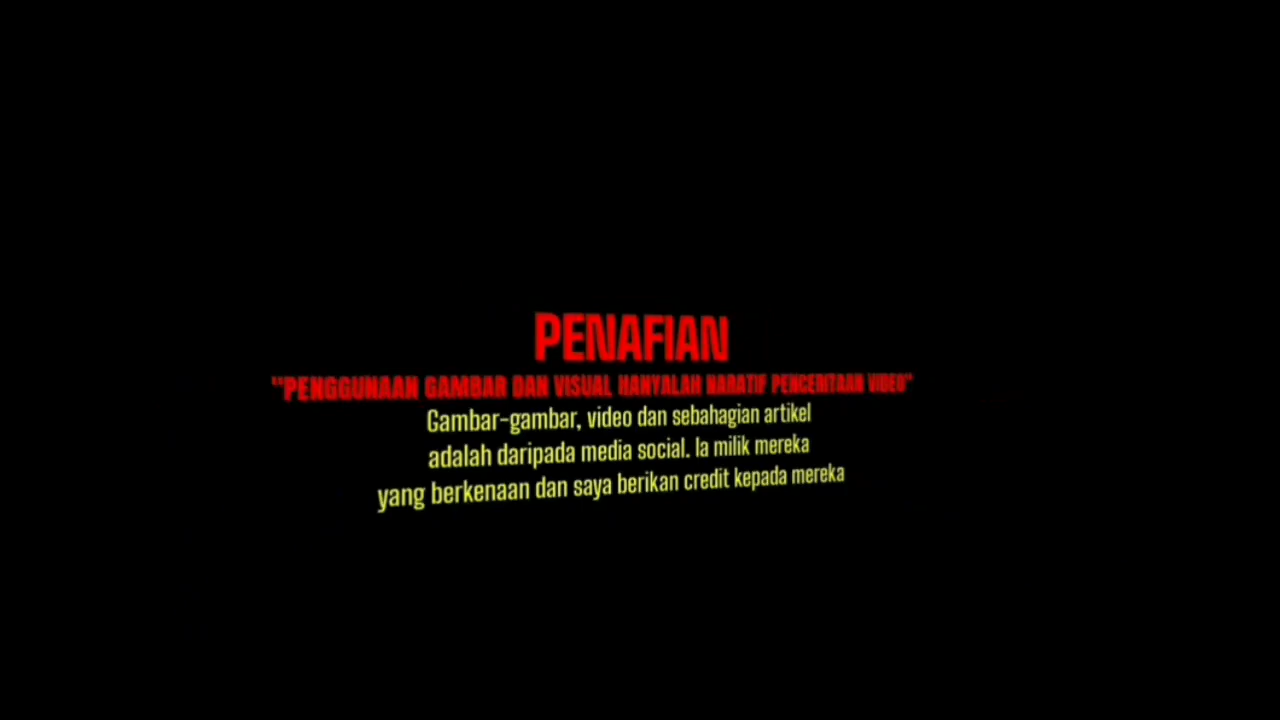 PENAFIAN
"PENGGUNAAN GAMBAR DAN VISUAL HANYALAH NARATIF PENCERITAAN VIDEO"
Gambar-gambar, video dan sebahagian artikel
adalah daripada media social. Ia milik mereka
yang berkenaan dan saya berikan credit kepada mereka